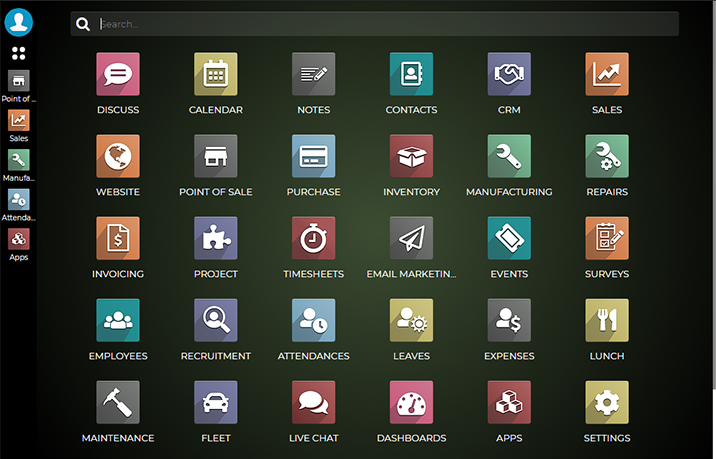 Search...
DISCUSS
CALENDAR
NOTES
CONTACTS
CRM
SALES
WEBSITE
POINT OF SALE
PURCHASE
INVENTORY
MANUFACTURING
REPAIRS
INVOICING
PROJECT
TIMESHEETS
EMAIL MARKETIN...
EVENTS
SURVEYS
EMPLOYEES
RECRUITMENT
ATTENDANCES
LEAVES
EXPENSES
LUNCH
MAINTENANCE
FLEET
LIVE CHAT
DASHBOARDS
APPS
SETTINGS
Point of ...
Sales
Manufa...
Attenda...
Apps